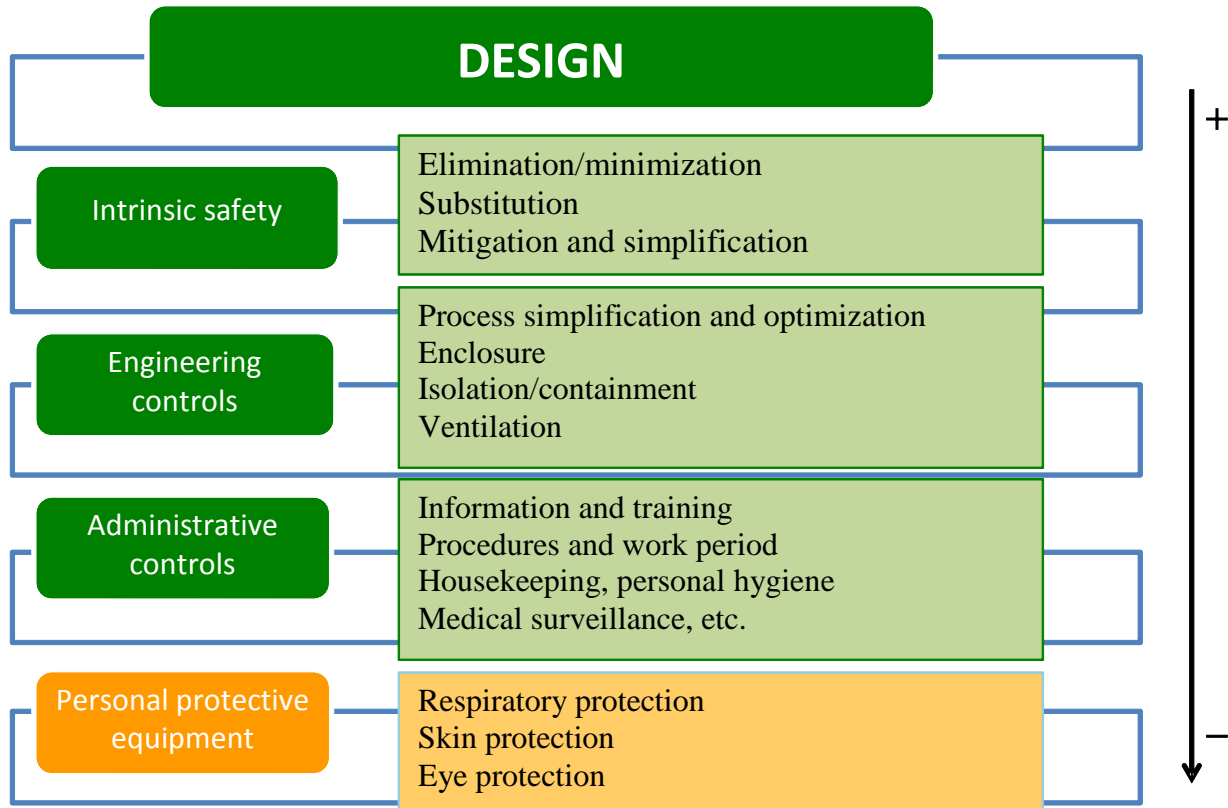 DESIGN
+
Intrinsic safety
Elimination/minimization
Substitution
Mitigation and simplification
Engineering
controls
Process simplification and optimization
Enclosure
Isolation/containment
Ventilation
Administrative
controls
Information and training
Procedures and work period
Housekeeping, personal hygiene
Medical surveillance, etc.
Personal protective
equipment
Respiratory protection
Skin protection
Eye protection
−